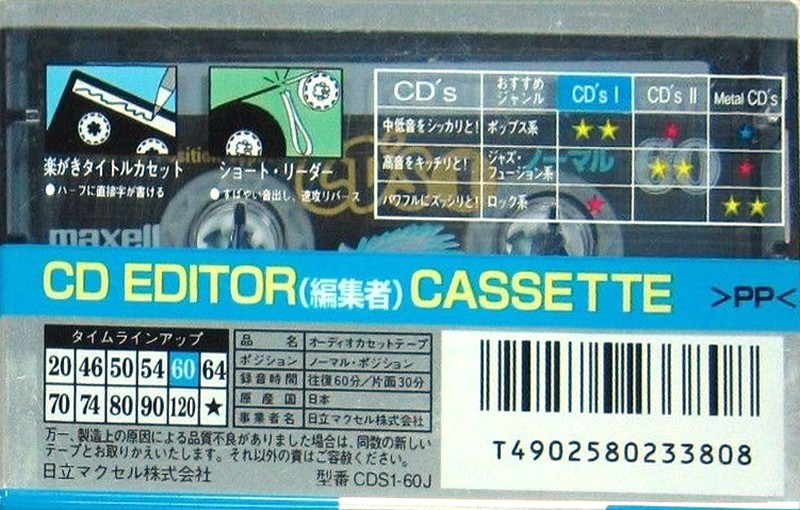 CD's おすすめジャンル CD's I CD's II Metal CD's
中低音をシッカリと! ポップス系 ★★ ★ ★
高音をキッチリと! ジャズ・フュージョン系 ★★ ★
パワフルにズッシリと! ロック系 ★ ★★
楽がきタイトルカセット
●ハーフに直接字が書ける
ショート・リーダー
●すばやい音出し、速攻リバース
ノーマル
60
maxell
CD EDITOR(編集者)CASSETTE >PP<
タイムラインアップ
20 46 50 54 60 64
70 74 80 90 120 ★
品名 オーディオカセットテープ
ポジション ノーマル・ポジション
録音時間 往復60分/片面30分
原産国 日本
事業者名 日立マクセル株式会社
万一、製造上の原因による品質不良がありました場合は、同数の新しい
テープとお取りかえいたします。それ以外の責はご容赦ください。
日立マクセル株式会社 型番 CDS1-60J
T4902580233808